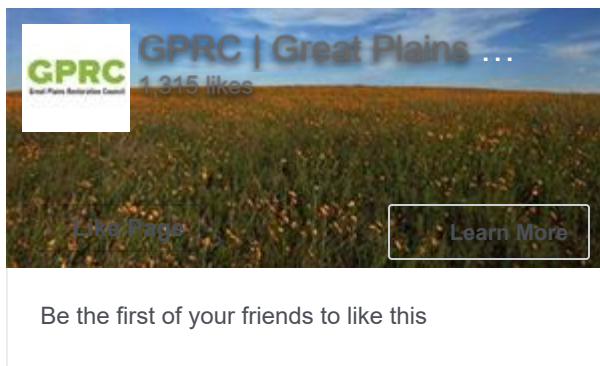 GPRC | Great Plains ...
GPRC
Great Plains Restoration Council
1,315 likes
Like Page
Learn More
Be the first of your friends to like this